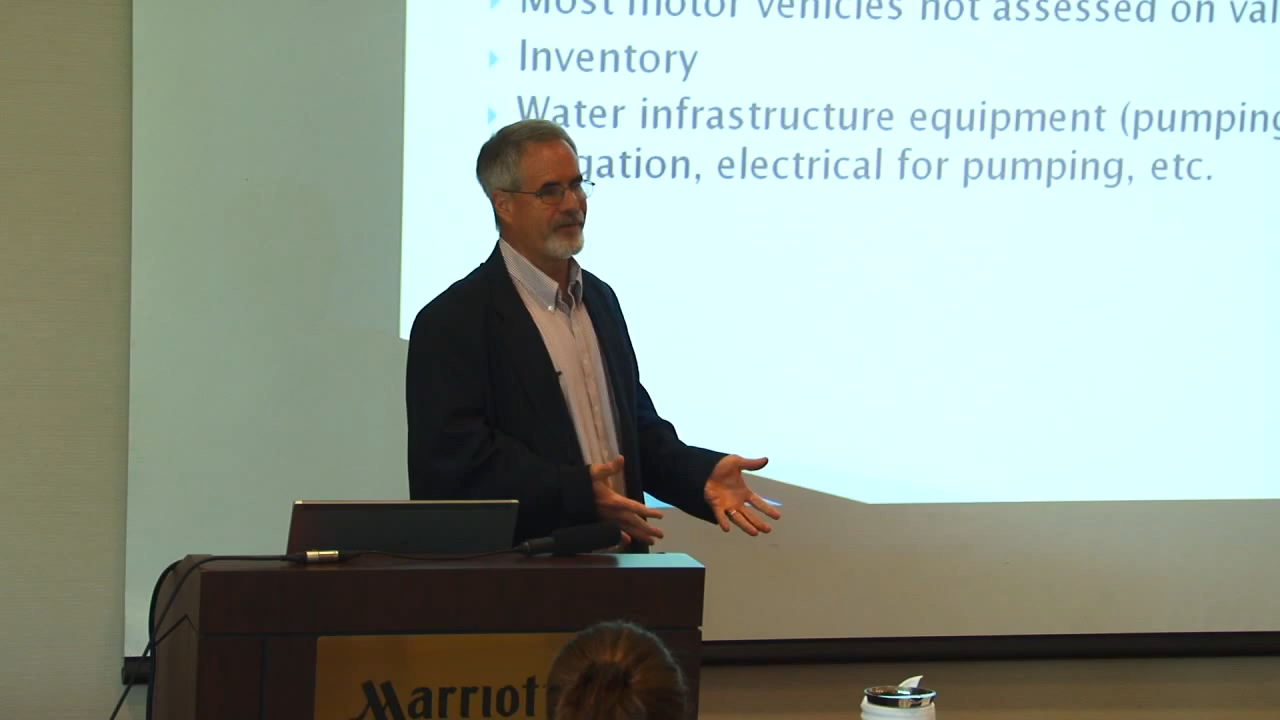 Most motor vehicles not assessed on val
Inventory
Water infrastructure equipment (pumping
gation, electrical for pumping, etc.
Marriott